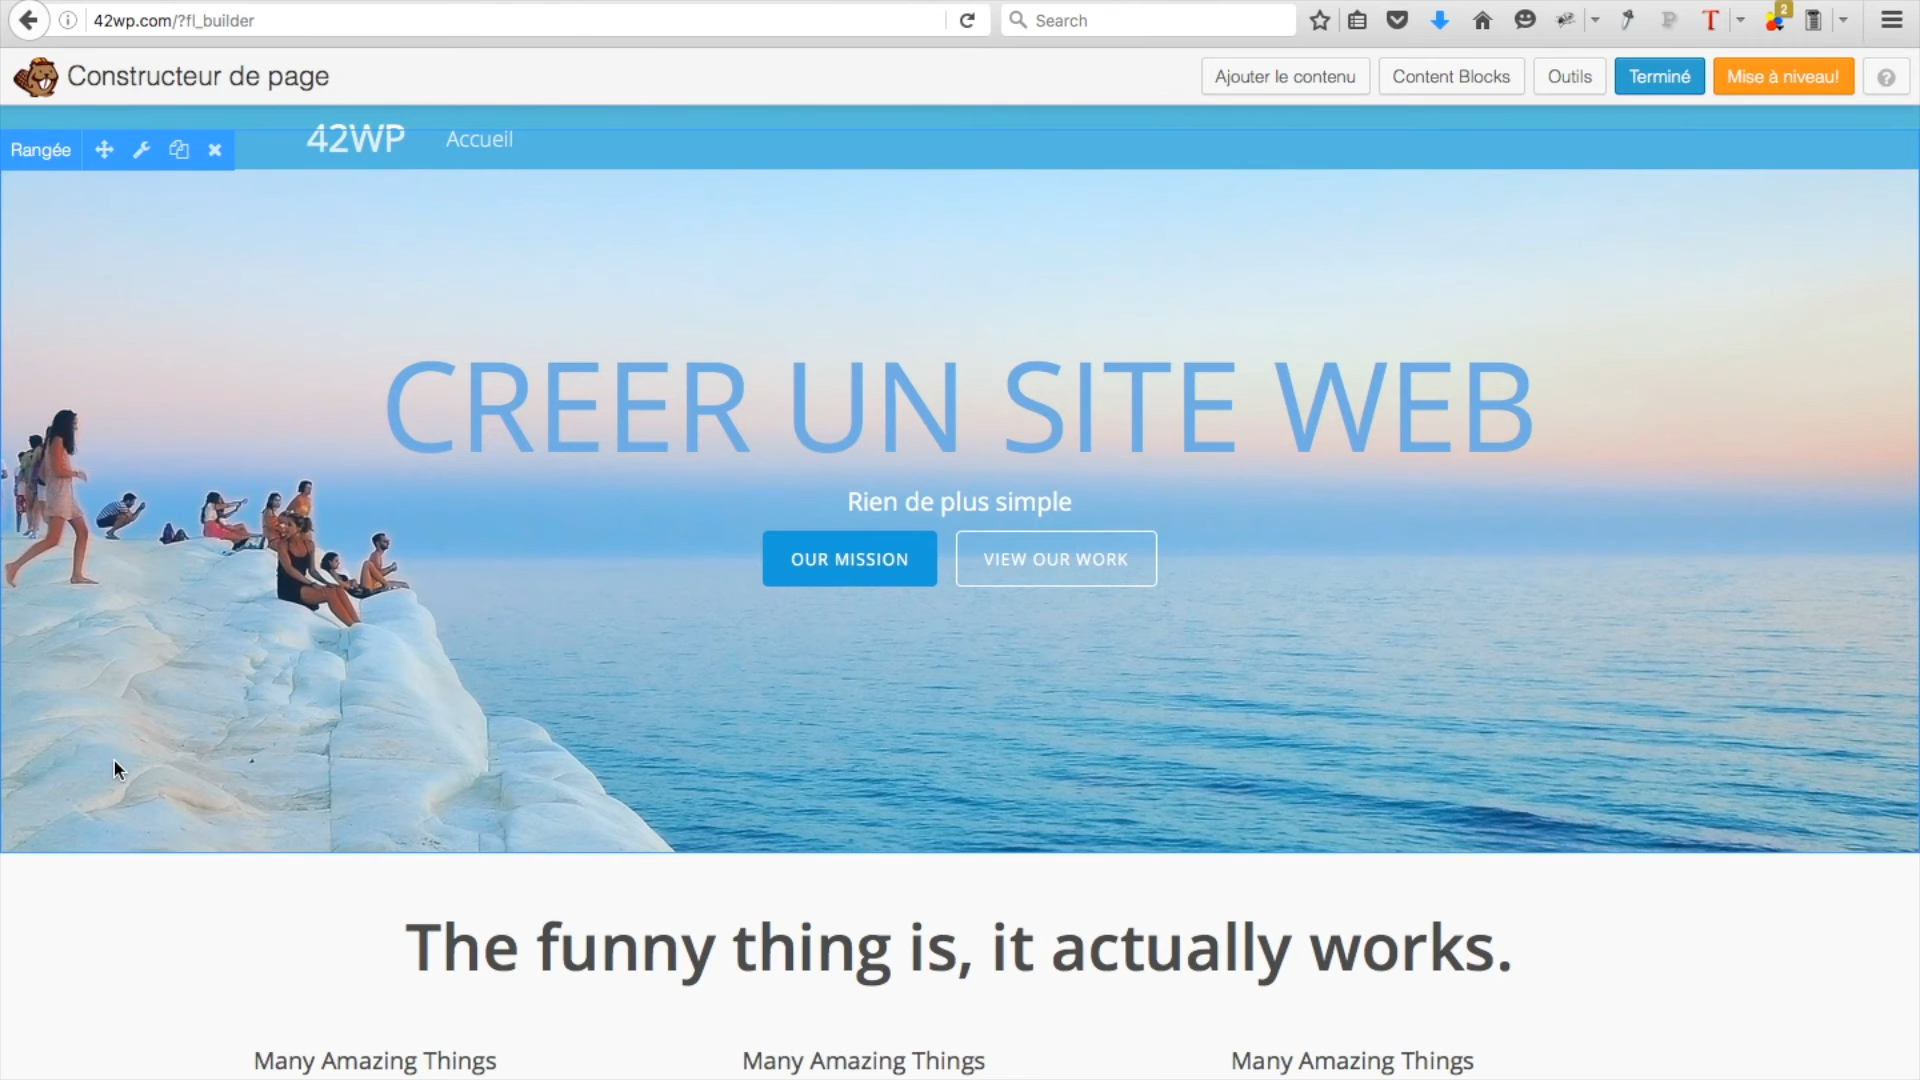 42wp.com/?fl_builder
Search
2
Constructeur de page
Ajouter le contenu
Content Blocks
Outils
Terminé
Mise à niveau!
Rangée
42WP
Accueil
CREER UN SITE WEB
Rien de plus simple
OUR MISSION
VIEW OUR WORK
The funny thing is, it actually works.
Many Amazing Things
Many Amazing Things
Many Amazing Things